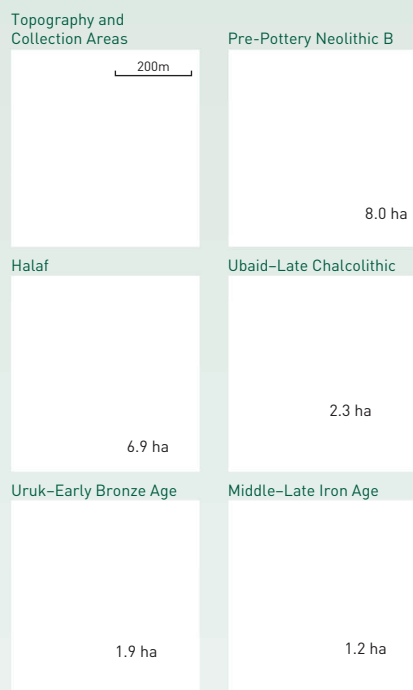 Topography and
Collection Areas
200m
Pre-Pottery Neolithic B
8.0 ha
Halaf
6.9 ha
Ubaid–Late Chalcolithic
2.3 ha
Uruk–Early Bronze Age
1.9 ha
Middle–Late Iron Age
1.2 ha